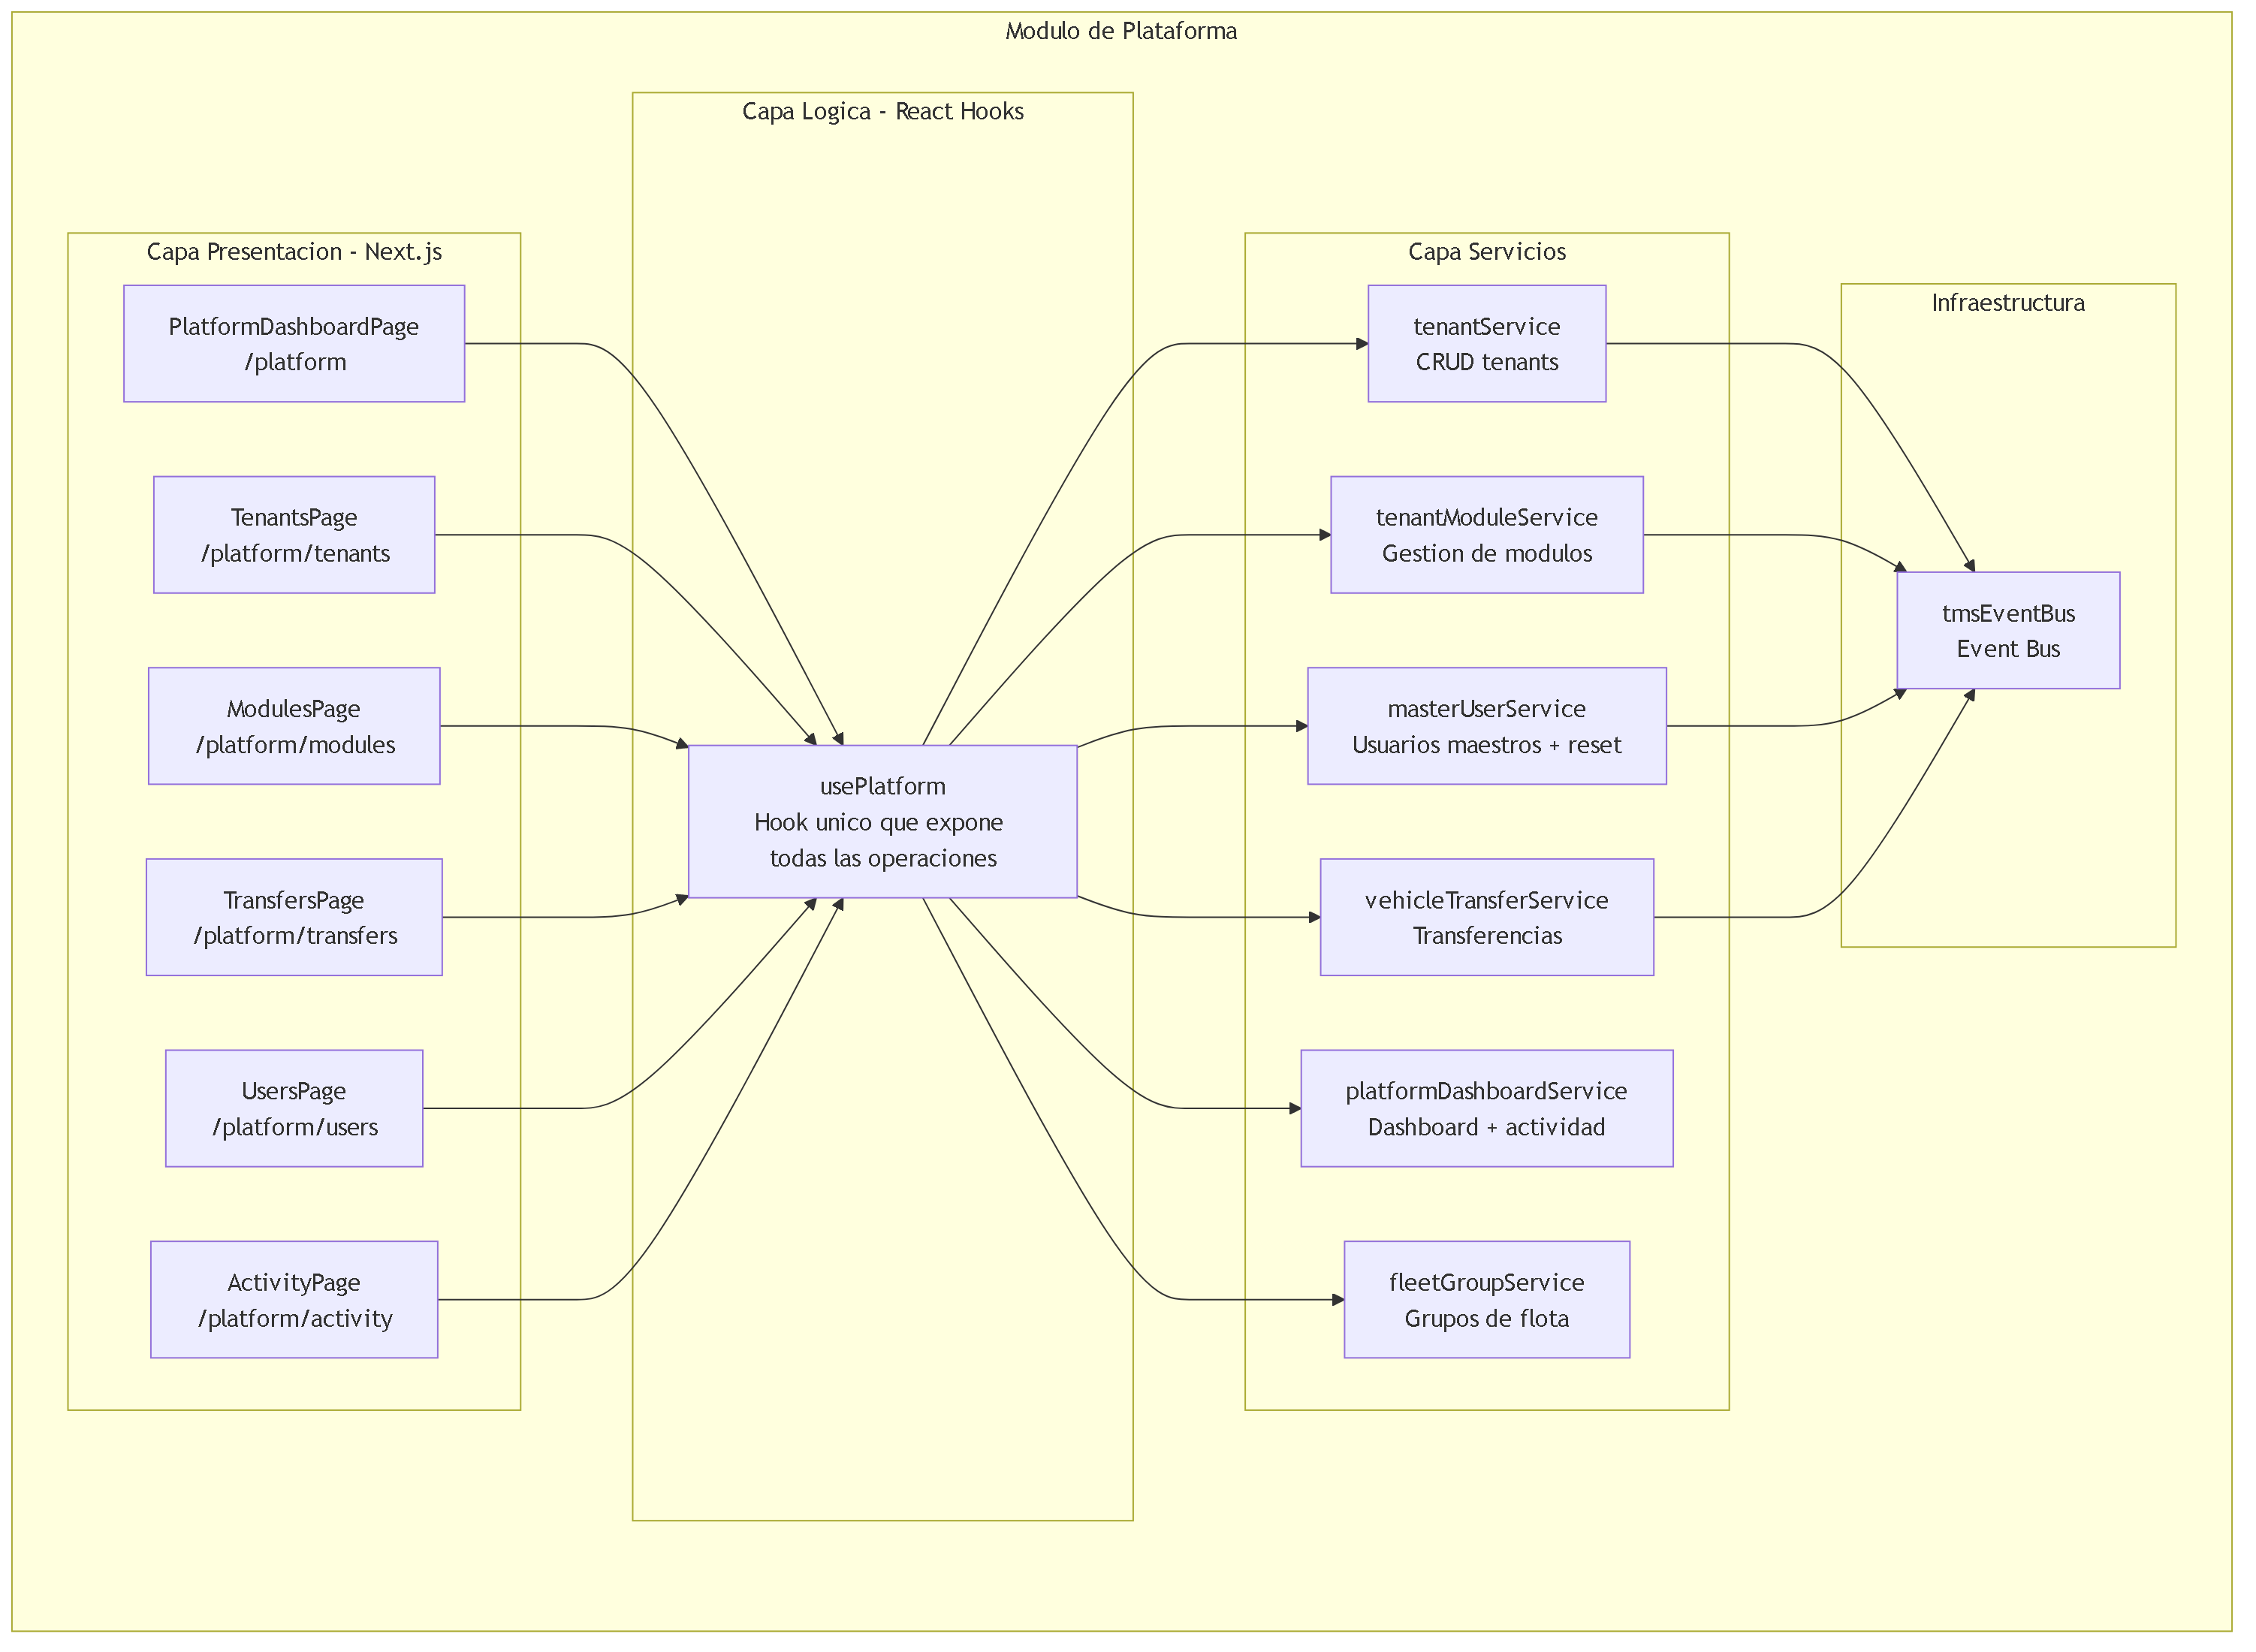 Modulo de Plataforma
Capa Presentacion - Next.js
PlatformDashboardPage
/platform
TenantsPage
/platform/tenants
ModulesPage
/platform/modules
TransfersPage
/platform/transfers
UsersPage
/platform/users
ActivityPage
/platform/activity
Capa Logica - React Hooks
usePlatform
Hook unico que expone
todas las operaciones
Capa Servicios
tenantService
CRUD tenants
tenantModuleService
Gestion de modulos
masterUserService
Usuarios maestros + reset
vehicleTransferService
Transferencias
platformDashboardService
Dashboard + actividad
fleetGroupService
Grupos de flota
Infraestructura
tmsEventBus
Event Bus